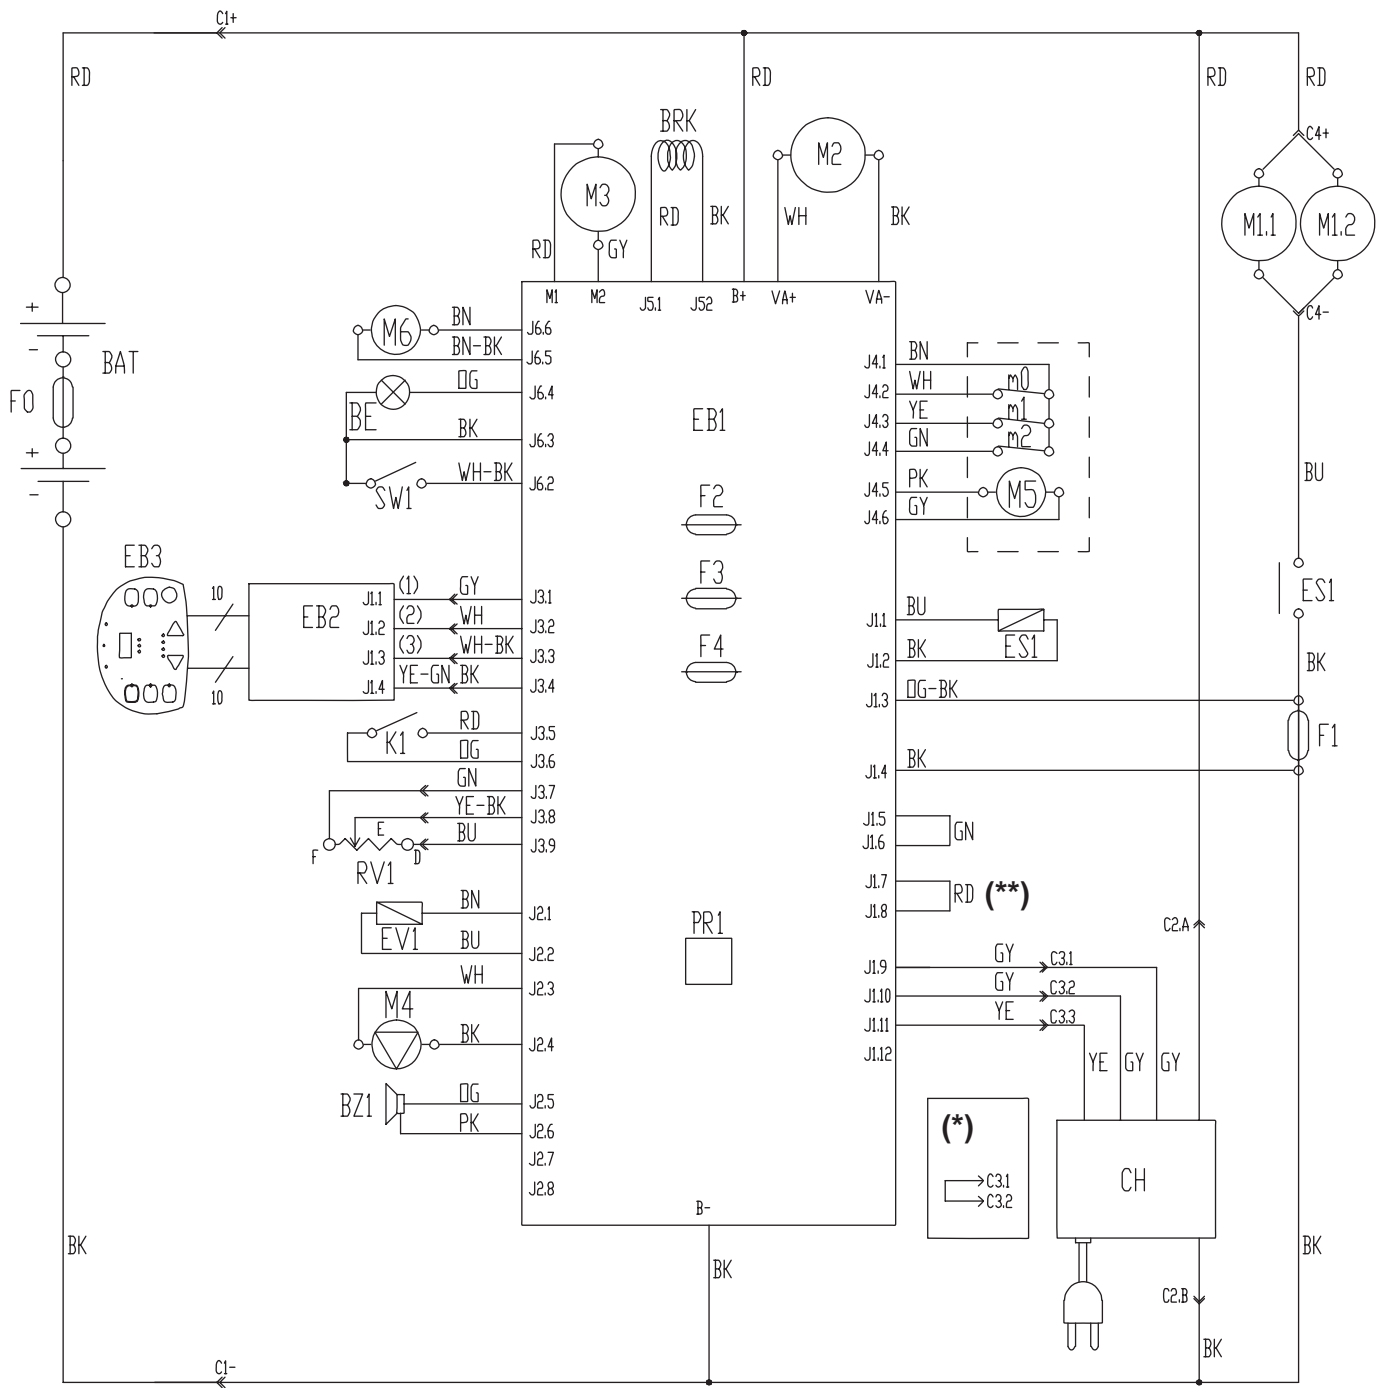 C1+
RD
RD
RD
RD
C4+
BRK
M3
M2
M1.1
M1.2
RD
BK
WH
BK
RD
GY
M1
M2
J5.1
J52
B+
VA+
VA-
C4-
+
-
BAT
F0
+
-
M6
BN
J6.6
BN-BK
J6.5
OG
J6.4
BE
BK
J6.3
WH-BK
J6.2
SW1
EB1
F2
F3
F4
J4.1
BN
J4.2
WH
m0
J4.3
YE
m1
J4.4
GN
m2
J4.5
PK
M5
J4.6
GY
BU
ES1
BK
EB3
10
10
EB2
J1.1
(1)
GY
J3.1
J1.2
(2)
WH
J3.2
J1.3
(3)
WH-BK
J3.3
J1.4
YE-GN
BK
J3.4
K1
RD
J3.5
OG
J3.6
GN
J3.7
YE-BK
J3.8
E
BU
J3.9
F
D
RV1
J1.1
BU
ES1
J1.2
BK
J1.3
OG-BK
F1
J1.4
BK
J1.5
J1.6
GN
J1.7
J1.8
RD
(**)
BN
J2.1
EV1
BU
J2.2
WH
J2.3
M4
BK
J2.4
BZ1
OG
J2.5
PK
J2.6
J2.7
J2.8
PR1
C2.A
J1.9
GY
C3.1
J1.10
GY
C3.2
J1.11
YE
C3.3
J1.12
YE
GY
GY
(*)
C3.1
C3.2
CH
B-
BK
BK
BK
C2.B
BK
C1-